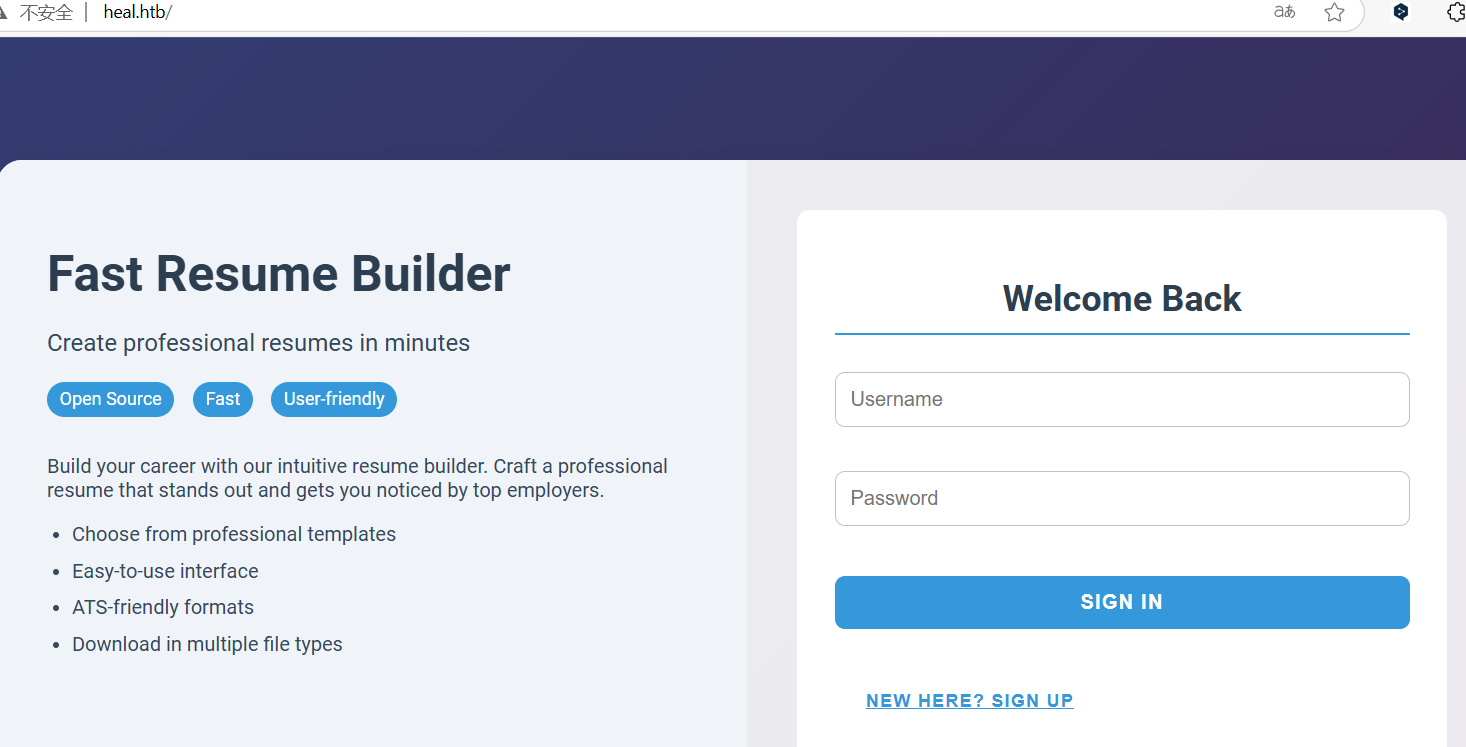 不安全 | heal.htb/ aあ
Fast Resume Builder
Create professional resumes in minutes
Open Source Fast User-friendly
Build your career with our intuitive resume builder. Craft a professional
resume that stands out and gets you noticed by top employers.
• Choose from professional templates
• Easy-to-use interface
• ATS-friendly formats
• Download in multiple file types
Welcome Back
Username
Password
SIGN IN
NEW HERE? SIGN UP